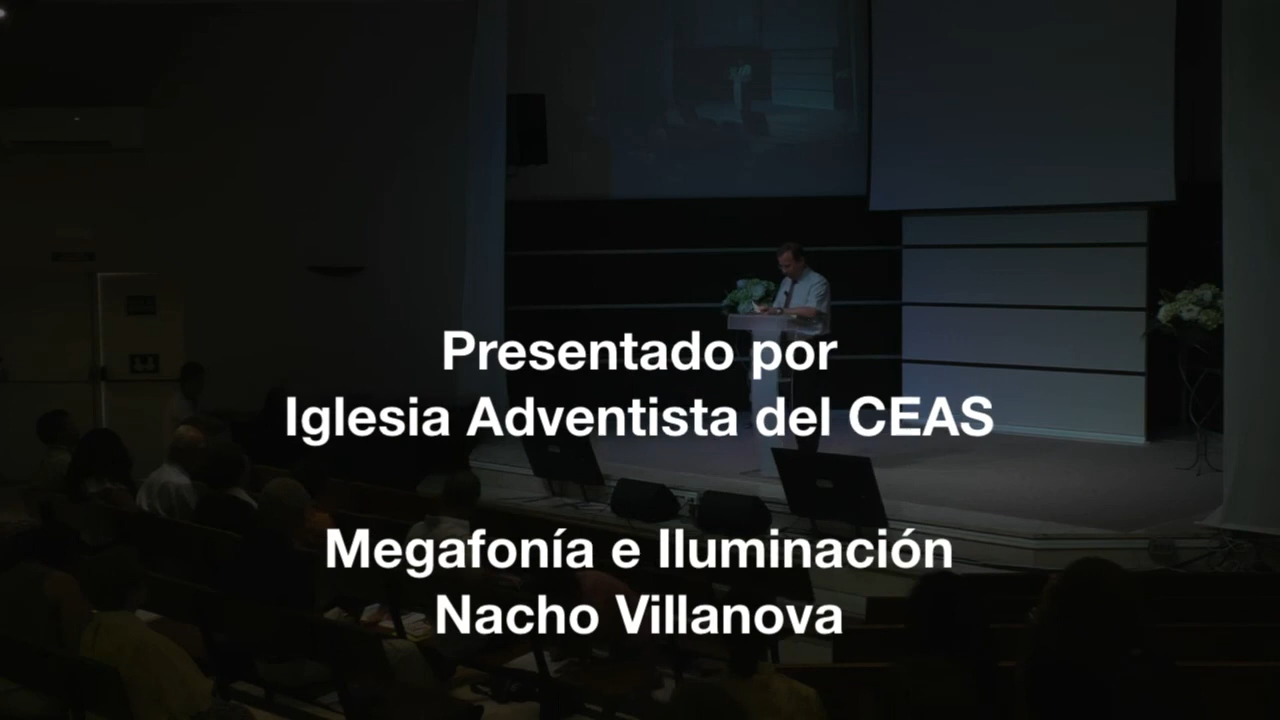 Presentado por
Iglesia Adventista del CEAS
Megafonía e Iluminación
Nacho Villanova